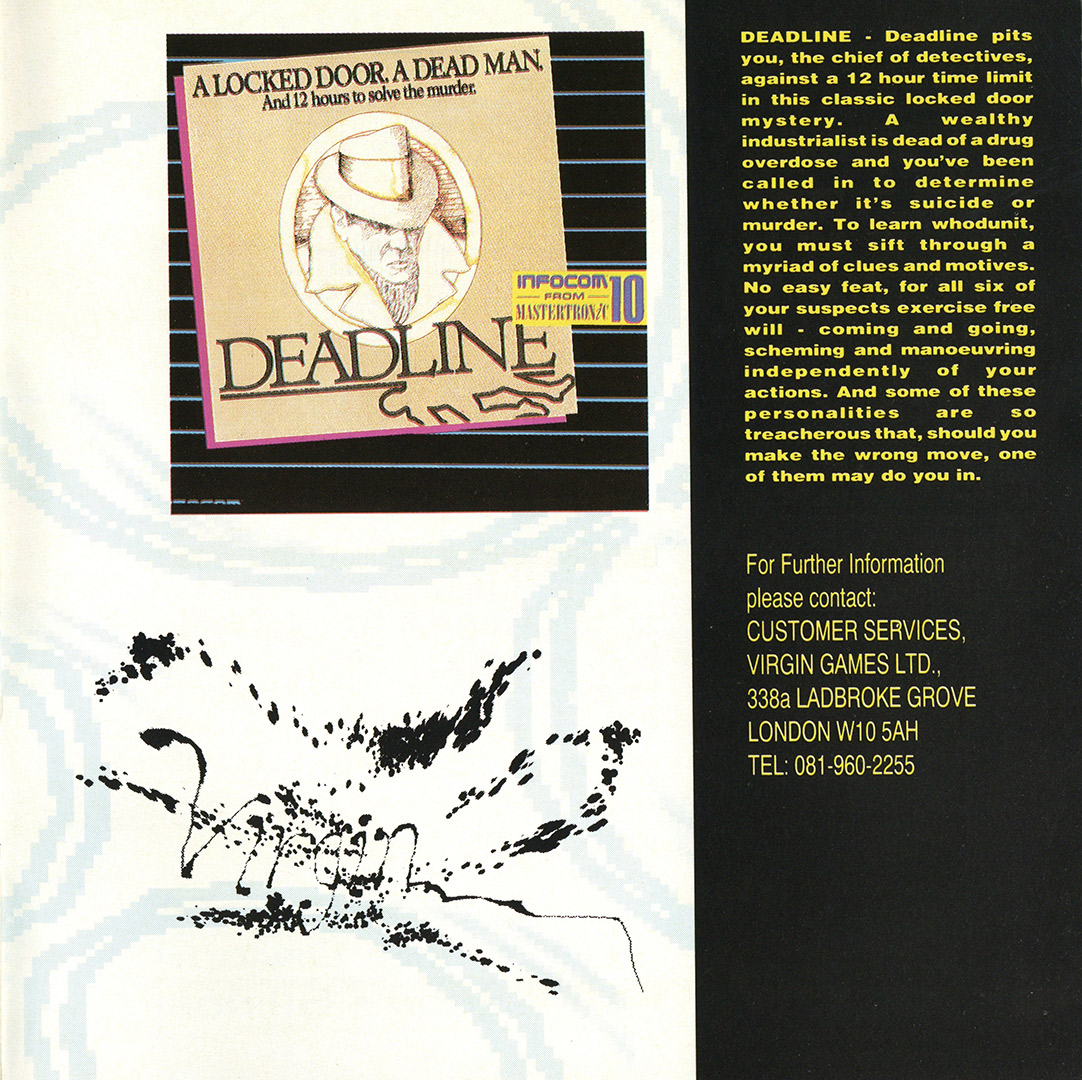 A LOCKED DOOR. A DEAD MAN.
And 12 hours to solve the murder.
INFOCOM
FROM
MASTERTRONIC
10
DEADLINE
Virgin
DEADLINE - Deadline pits
you, the chief of detectives,
against a 12 hour time limit
in this classic locked door
mystery. A wealthy
industrialist is dead of a drug
overdose and you've been
called in to determine
whether it's suicide or
murder. To learn whodunit,
you must sift through a
myriad of clues and motives.
No easy feat, for all six of
your suspects exercise free
will - coming and going,
scheming and manoeuvring
independently of your
actions. And some of these
personalities are so
treacherous that, should you
make the wrong move, one
of them may do you in.
For Further Information
please contact:
CUSTOMER SERVICES,
VIRGIN GAMES LTD.,
338a LADBROKE GROVE
LONDON W10 5AH
TEL: 081-960-2255